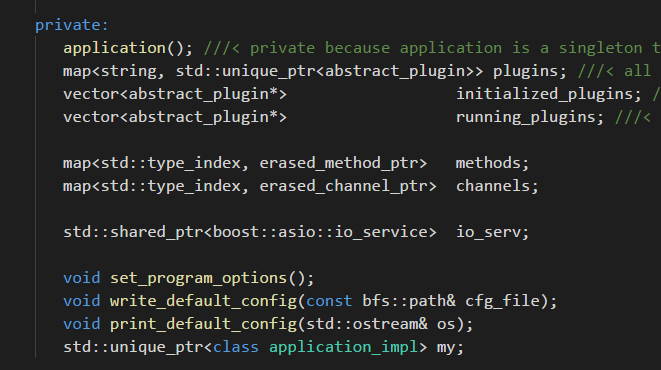 private:
application(); ///< private because application is a singleton t
map<string, std::unique_ptr<abstract_plugin>> plugins; ///< all
vector<abstract_plugin*> initialized_plugins; /
vector<abstract_plugin*> running_plugins; ///<
map<std::type_index, erased_method_ptr> methods;
map<std::type_index, erased_channel_ptr> channels;
std::shared_ptr<boost::asio::io_service> io_serv;
void set_program_options();
void write_default_config(const bfs::path& cfg_file);
void print_default_config(std::ostream& os);
std::unique_ptr<class application_impl> my;